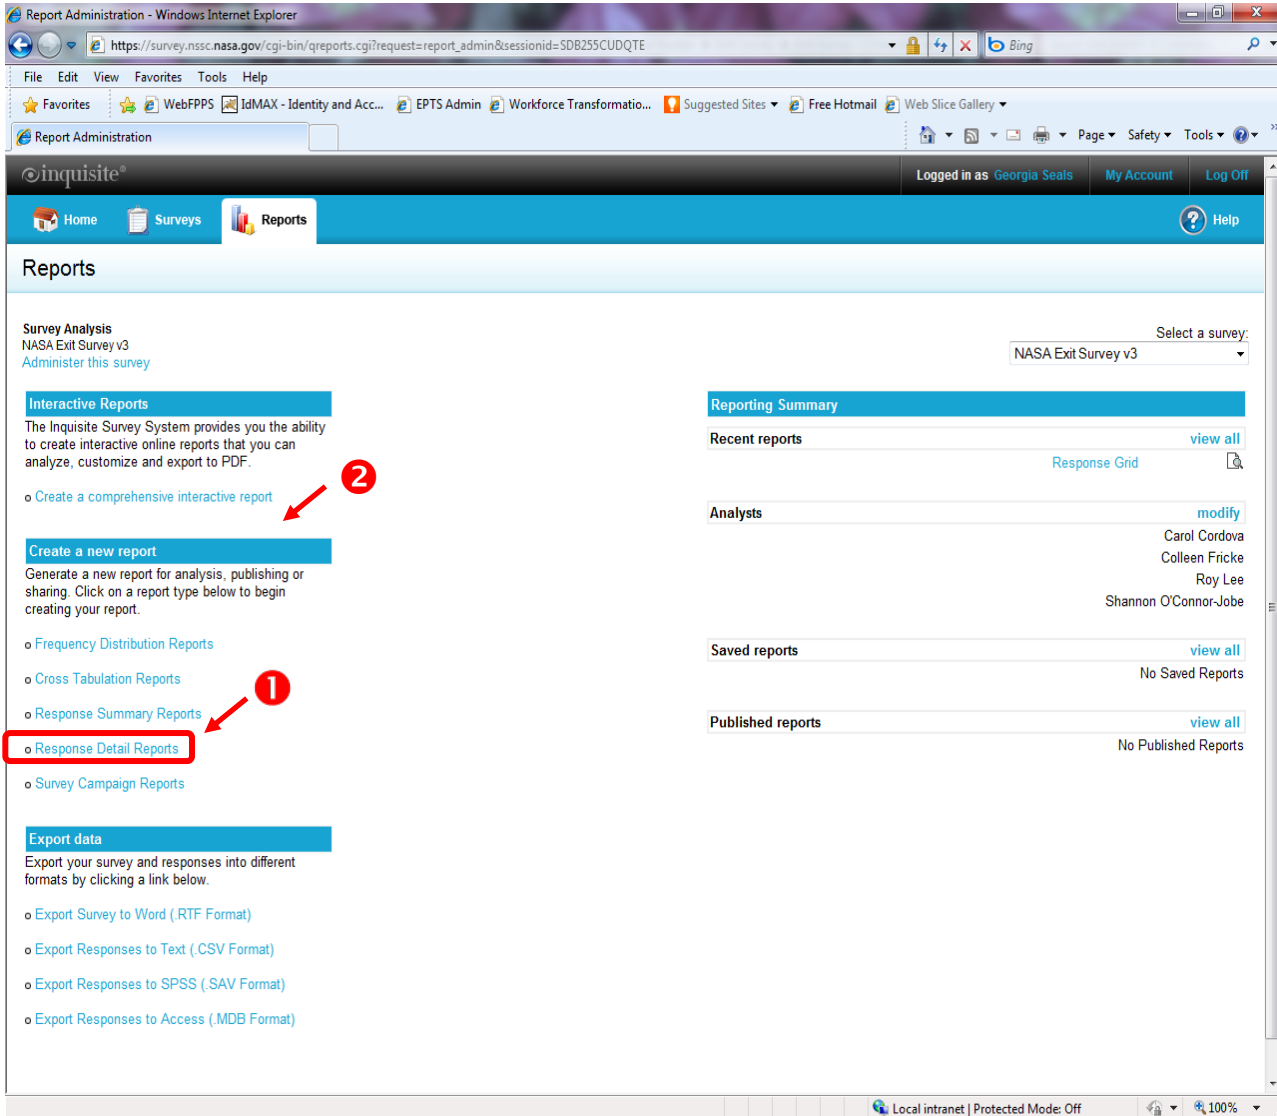 Report Administration - Windows Internet Explorer
https://survey.nssc.nasa.gov/cgi-bin/qreports.cgi?request=report_admin&sessionid=SDB255CUDQTE
Bing
File Edit View Favorites Tools Help
Favorites WebFPPS IdMAX - Identity and Acc... EPTS Admin Workforce Transformatio... Suggested Sites Free Hotmail Web Slice Gallery
Report Administration
Page Safety Tools
inquisite®
Logged in as Georgia Seals My Account Log Off
Home Surveys Reports Help
Reports
Survey Analysis
NASA Exit Survey v3
Administer this survey
Select a survey:
NASA Exit Survey v3
Interactive Reports
The Inquisite Survey System provides you the ability
to create interactive online reports that you can
analyze, customize and export to PDF.
Create a comprehensive interactive report
2
Create a new report
Generate a new report for analysis, publishing or
sharing. Click on a report type below to begin
creating your report.
Frequency Distribution Reports
Cross Tabulation Reports
1
Response Summary Reports
Response Detail Reports
Survey Campaign Reports
Export data
Export your survey and responses into different
formats by clicking a link below.
Export Survey to Word (.RTF Format)
Export Responses to Text (.CSV Format)
Export Responses to SPSS (.SAV Format)
Export Responses to Access (.MDB Format)
Reporting Summary
Recent reports view all
Response Grid
Analysts modify
Carol Cordova
Colleen Fricke
Roy Lee
Shannon O'Connor-Jobe
Saved reports view all
No Saved Reports
Published reports view all
No Published Reports
Local intranet | Protected Mode: Off
100%